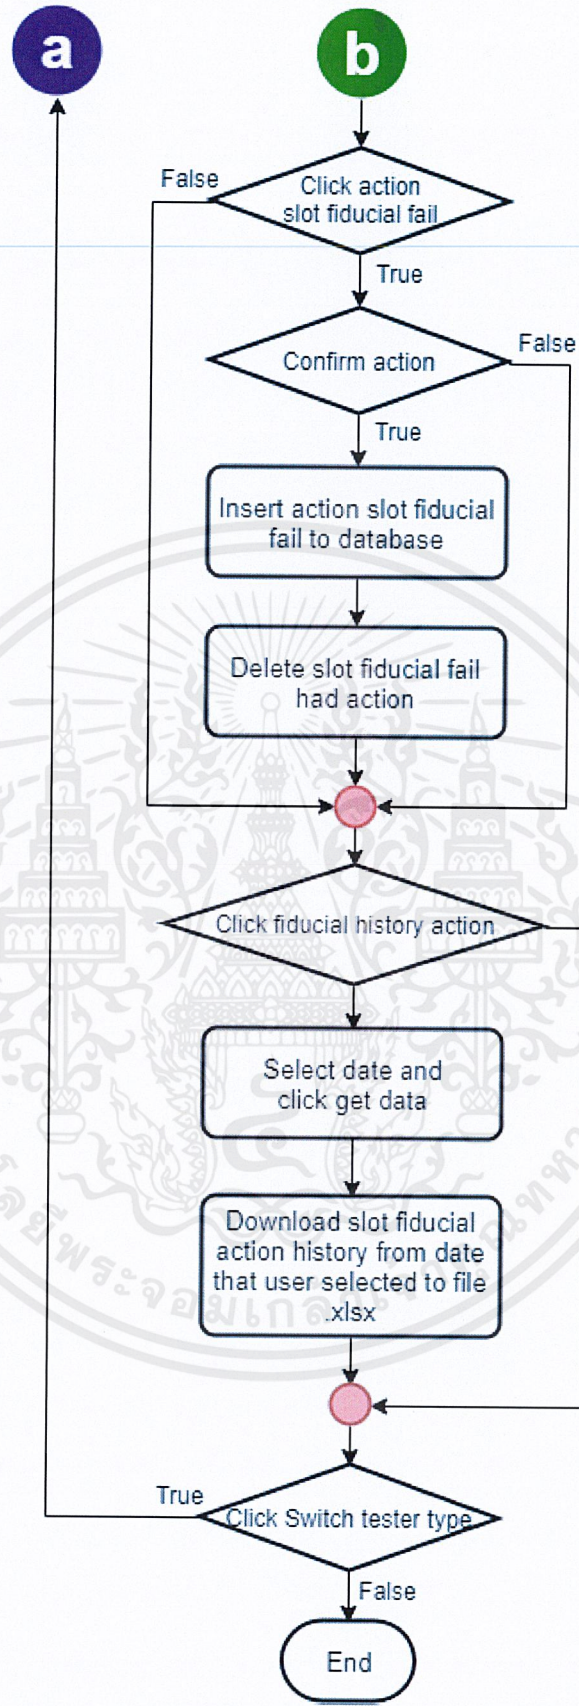 a
b
False
Click action
slot fiducial fail
True
Confirm action
False
True
Insert action slot fiducial
fail to database
Delete slot fiducial fail
had action
Click fiducial history action
Select date and
click get data
Download slot fiducial
action history from date
that user selected to file
.xlsx
True
Click Switch tester type
False
End